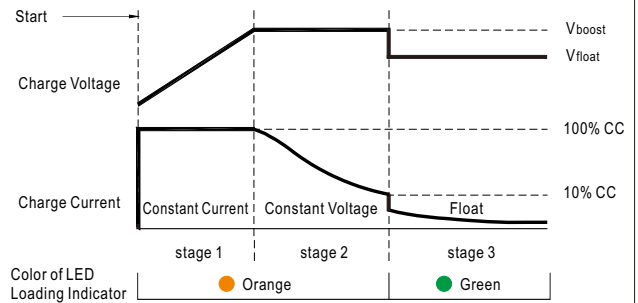 Start
Vboost
Vfloat
Charge Voltage
100% CC
10% CC
Charge Current
Constant Current
Constant Voltage
Float
stage 1
stage 2
stage 3
Color of LED
Loading Indicator
Orange
Green